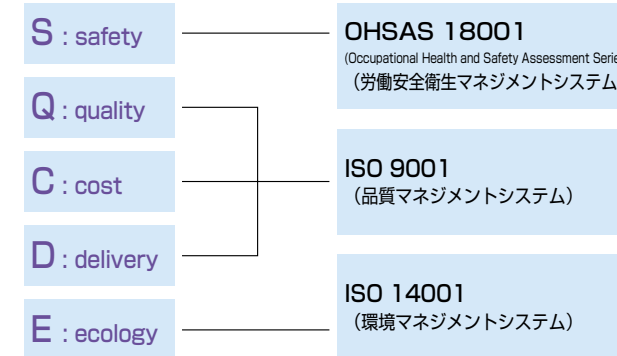 S : safety
OHSAS 18001
(Occupational Health and Safety Assessment Serie
（労働安全衛生マネジメントシステム
Q : quality
C : cost
ISO 9001
（品質マネジメントシステム）
D : delivery
ISO 14001
（環境マネジメントシステム）
E : ecology